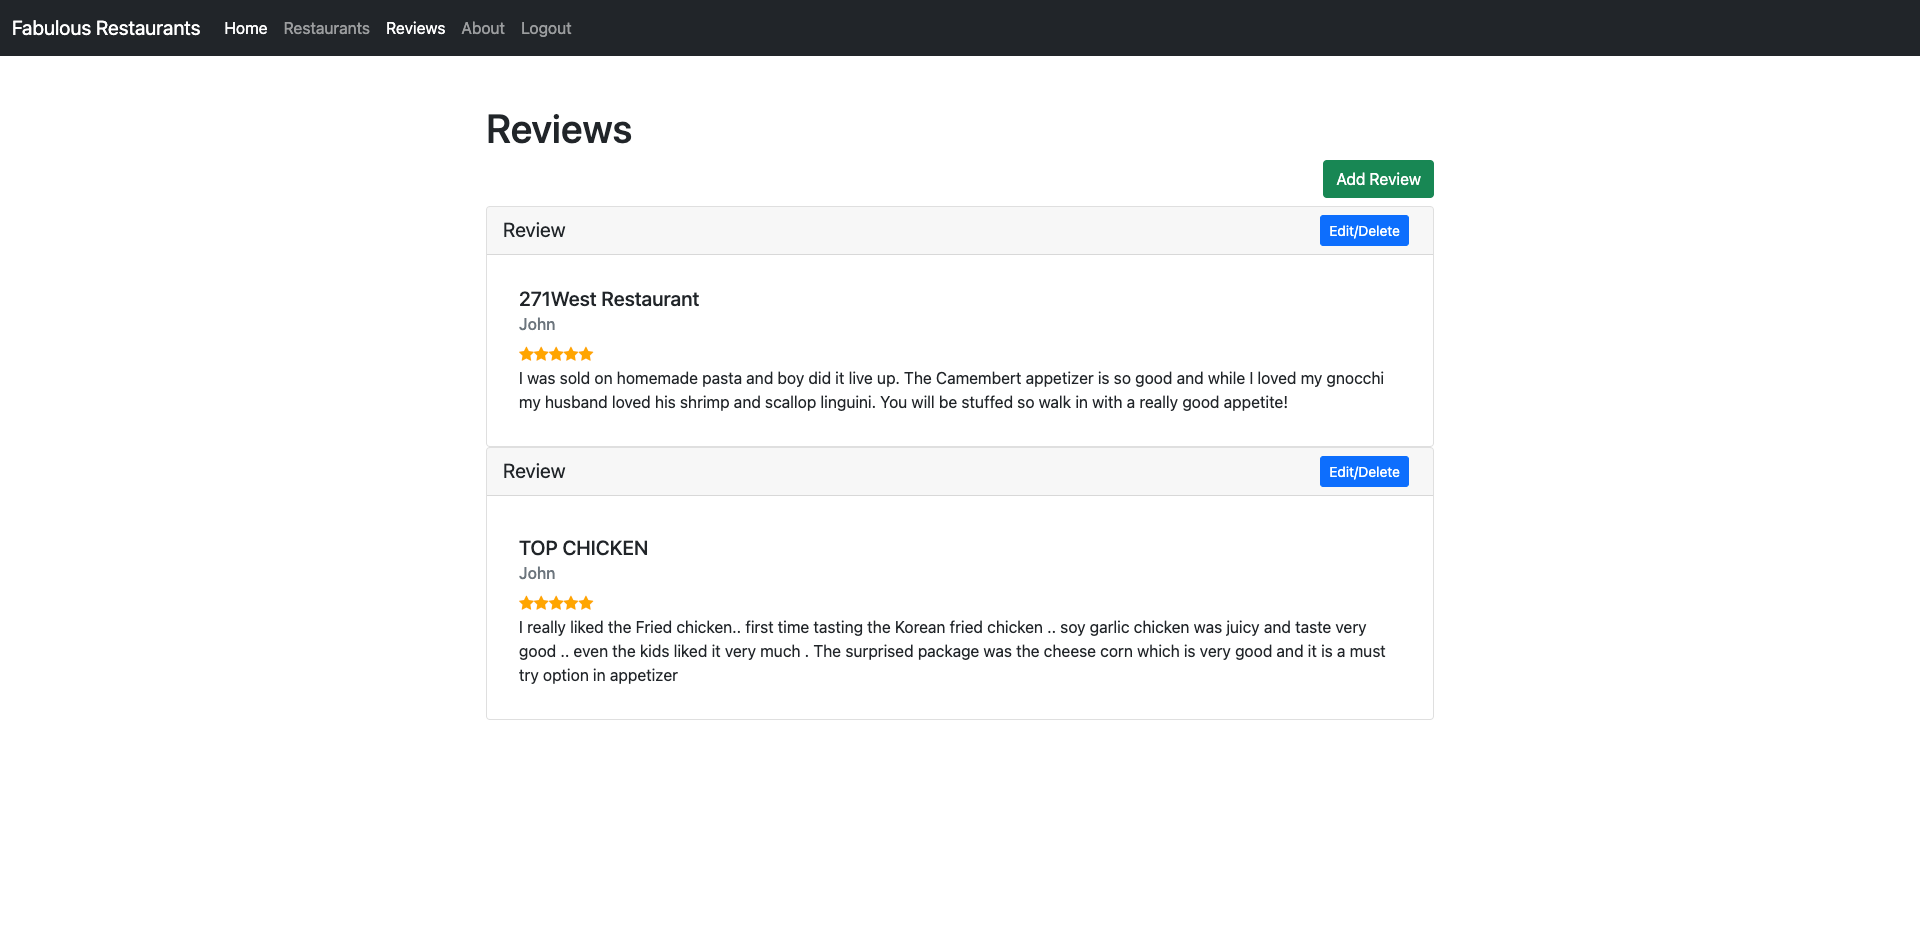 Fabulous Restaurants Home Restaurants Reviews About Logout
Reviews
Add Review
Review Edit/Delete
271West Restaurant
John
I was sold on homemade pasta and boy did it live up. The Camembert appetizer is so good and while I loved my gnocchi
my husband loved his shrimp and scallop linguini. You will be stuffed so walk in with a really good appetite!
Review Edit/Delete
TOP CHICKEN
John
I really liked the Fried chicken.. first time tasting the Korean fried chicken .. soy garlic chicken was juicy and taste very
good .. even the kids liked it very much . The surprised package was the cheese corn which is very good and it is a must
try option in appetizer